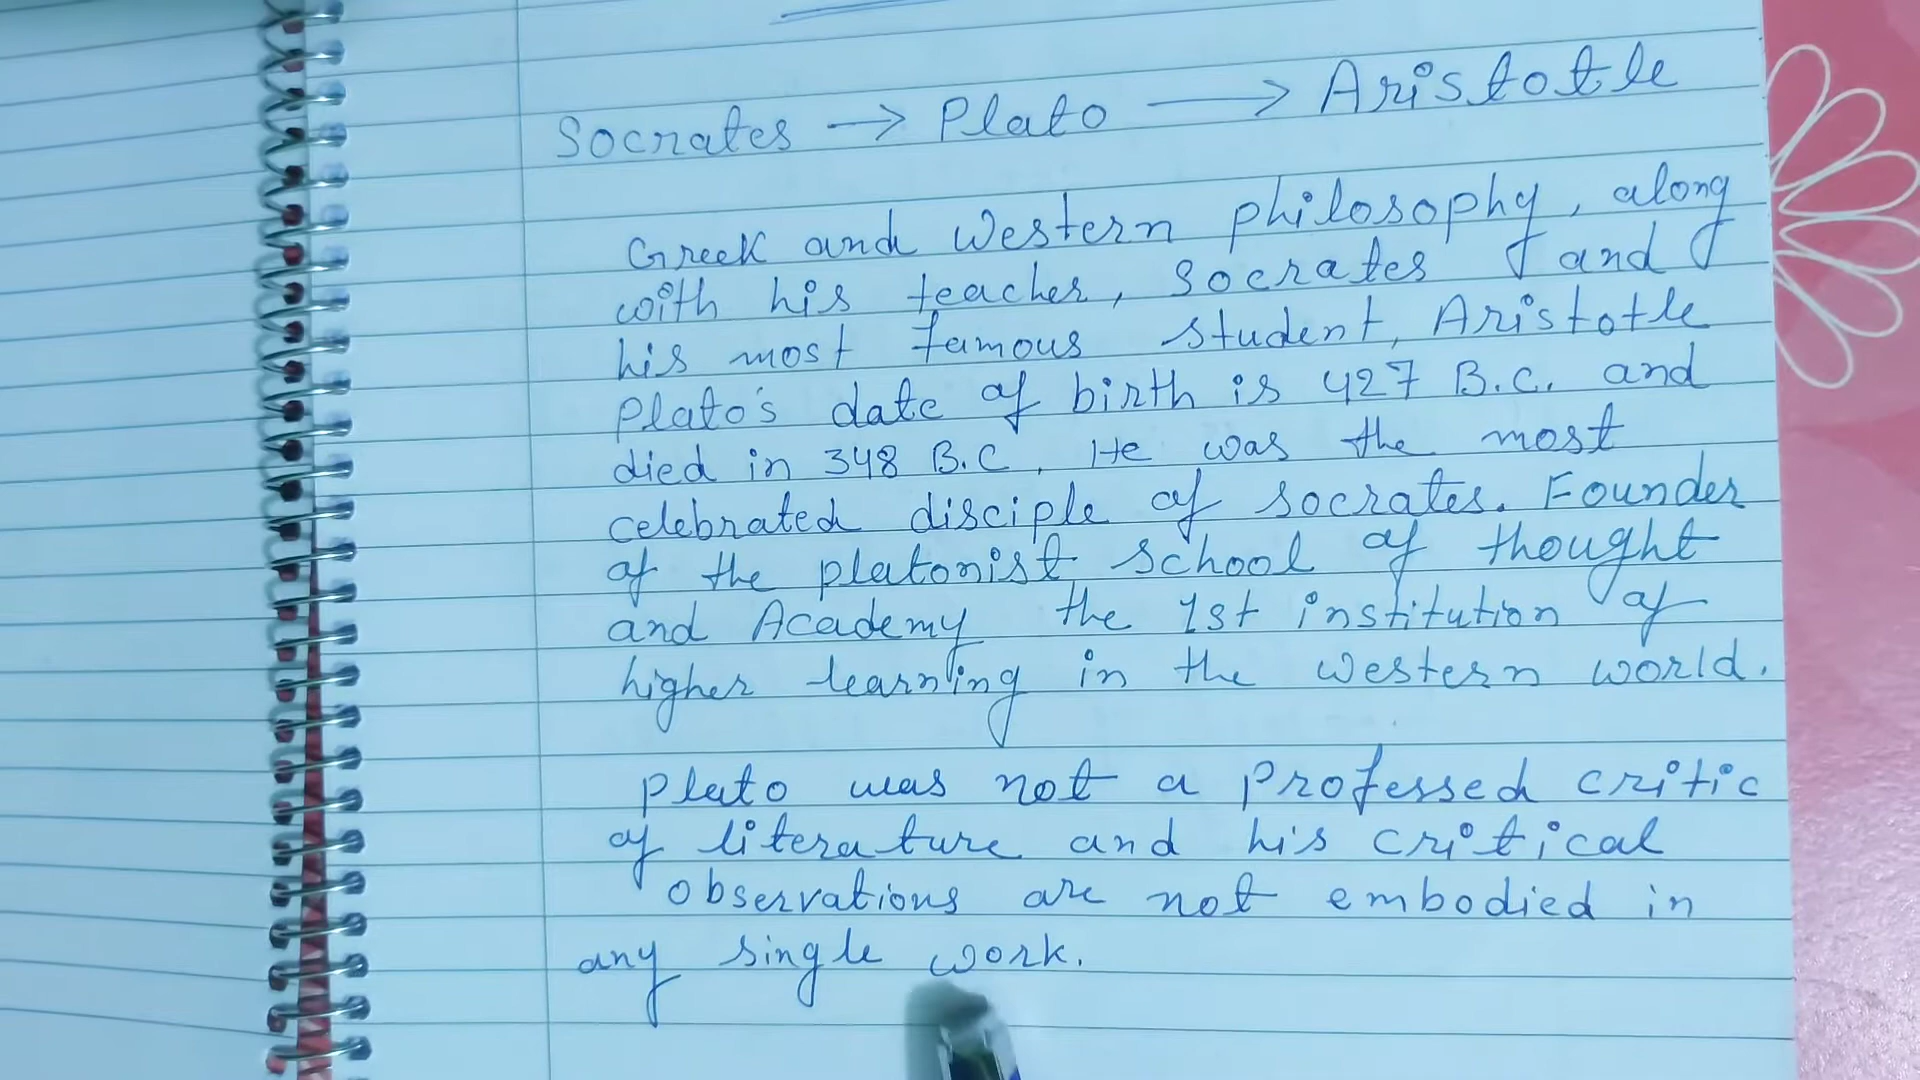 Socrates → Plato → Aristotle
Greek and Western philosophy, along
with his teacher, Socrates and
his most famous student, Aristotle
Plato's date of birth is 427 B.C. and
died in 348 B.C. He was the most
celebrated disciple of Socrates. Founder
of the platonist school of thought
and Academy the 1st institution of
higher learning in the western world.
Plato was not a professed critic
of literature and his critical
observations are not embodied in
any single work.